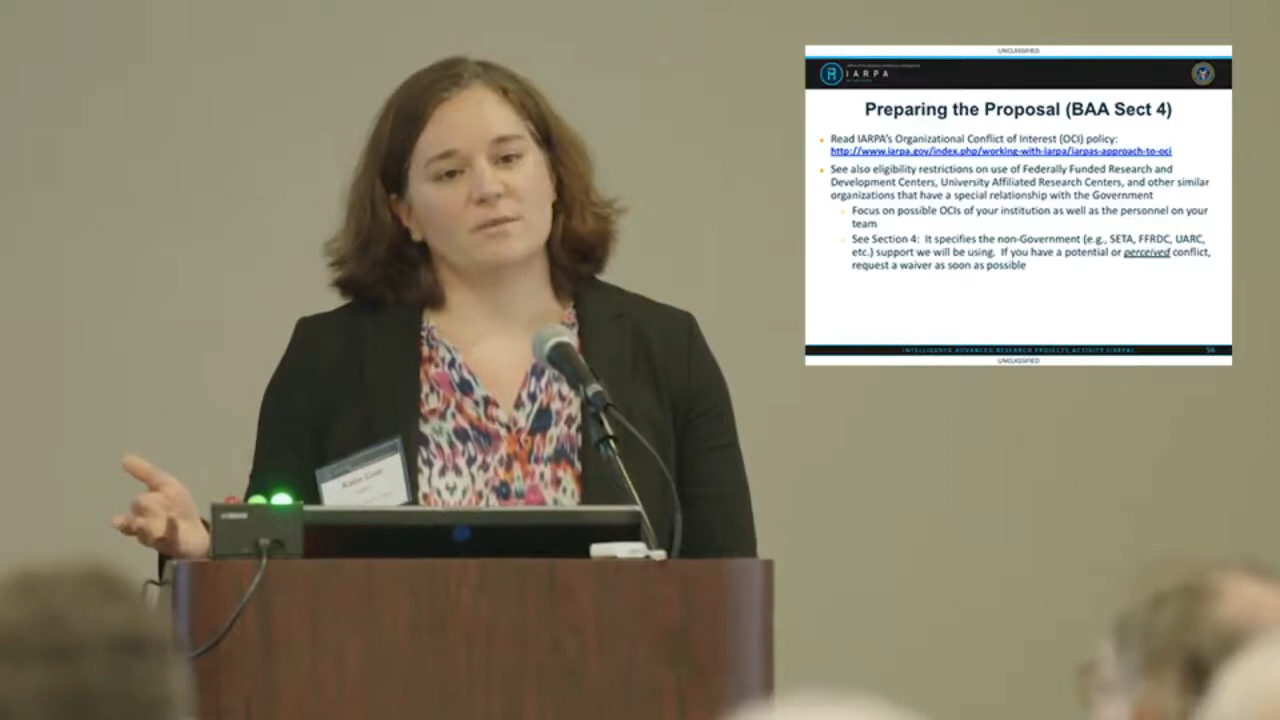 UNCLASSIFIED
IARPA
Preparing the Proposal (BAA Sect 4)
Read IARPA's Organizational Conflict of Interest (OCI) policy:
http://www.iarpa.gov/index.php/working-with-iarpa/iarpas-approach-to-oci
See also eligibility restrictions on use of Federally Funded Research and
Development Centers, University Affiliated Research Centers, and other similar
organizations that have a special relationship with the Government
Focus on possible OCIs of your institution as well as the personnel on your
team
See Section 4: It specifies the non-Government (e.g., SETA, FFRDC, UARC,
etc.) support we will be using. If you have a potential or perceived conflict,
request a waiver as soon as possible
INTELLIGENCE ADVANCED RESEARCH PROJECTS ACTIVITY (IARPA)
56
UNCLASSIFIED